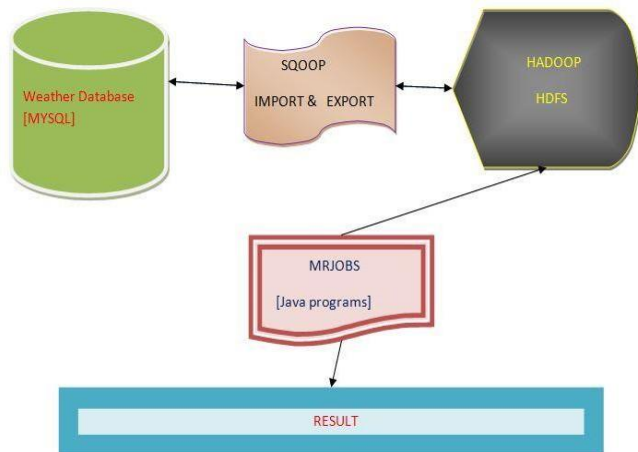 Weather Database
[MYSQL]
SQOOP
IMPORT & EXPORT
HADOOP
HDFS
MRJOBS
[Java programs]
RESULT